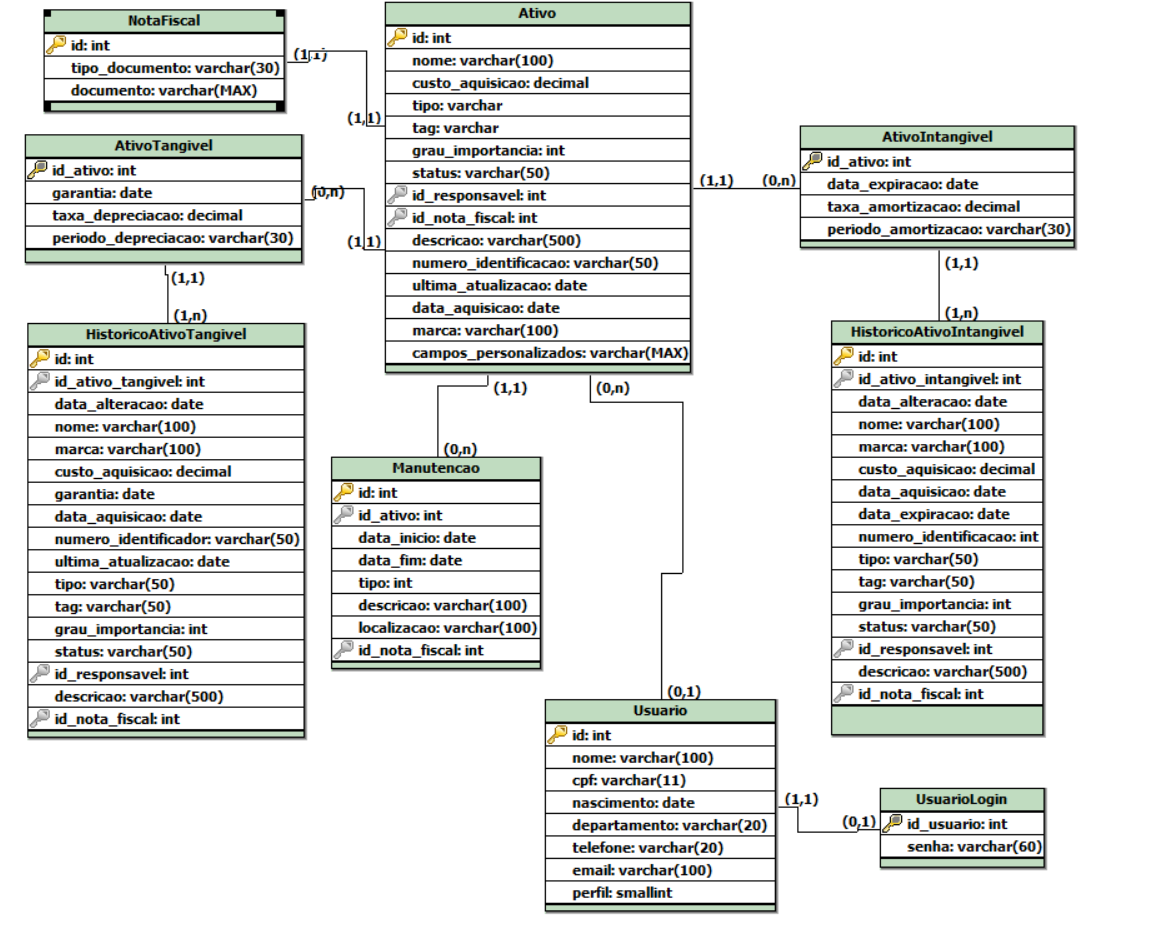 NotaFiscal
id: int
tipo_documento: varchar(30)
documento: varchar(MAX)
(1,1)
(1,1)
Ativo
id: int
nome: varchar(100)
custo_aquisicao: decimal
tipo: varchar
tag: varchar
grau_importancia: int
status: varchar(50)
id_responsavel: int
id_nota_fiscal: int
descricao: varchar(500)
numero_identificacao: varchar(50)
ultima_atualizacao: date
data_aquisicao: date
marca: varchar(100)
campos_personalizados: varchar(MAX)
AtivoTangivel
id_ativo: int
garantia: date
taxa_depreciacao: decimal
periodo_depreciacao: varchar(30)
(0,n)
(1,1)
(1,1)
(0,n)
AtivoIntangivel
id_ativo: int
data_expiracao: date
taxa_amortizacao: decimal
periodo_amortizacao: varchar(30)
(1,1)
(1,n)
HistoricoAtivoTangivel
id: int
id_ativo_tangivel: int
data_alteracao: date
nome: varchar(100)
marca: varchar(100)
custo_aquisicao: decimal
garantia: date
data_aquisicao: date
numero_identificador: varchar(50)
ultima_atualizacao: date
tipo: varchar(50)
tag: varchar(50)
grau_importancia: int
status: varchar(50)
id_responsavel: int
descricao: varchar(500)
id_nota_fiscal: int
(1,1)
(0,n)
Manutencao
id: int
id_ativo: int
data_inicio: date
data_fim: date
tipo: int
descricao: varchar(100)
localizacao: varchar(100)
id_nota_fiscal: int
(0,n)
(0,1)
(1,1)
(1,n)
HistoricoAtivoIntangivel
id: int
id_ativo_intangivel: int
data_alteracao: date
nome: varchar(100)
marca: varchar(100)
custo_aquisicao: decimal
data_aquisicao: date
data_expiracao: date
numero_identificacao: int
tipo: varchar(50)
tag: varchar(50)
grau_importancia: int
status: varchar(50)
id_responsavel: int
descricao: varchar(500)
id_nota_fiscal: int
Usuario
id: int
nome: varchar(100)
cpf: varchar(11)
nascimento: date
departamento: varchar(20)
telefone: varchar(20)
email: varchar(100)
perfil: smallint
(1,1)
(0,1)
UsuarioLogin
id_usuario: int
senha: varchar(60)